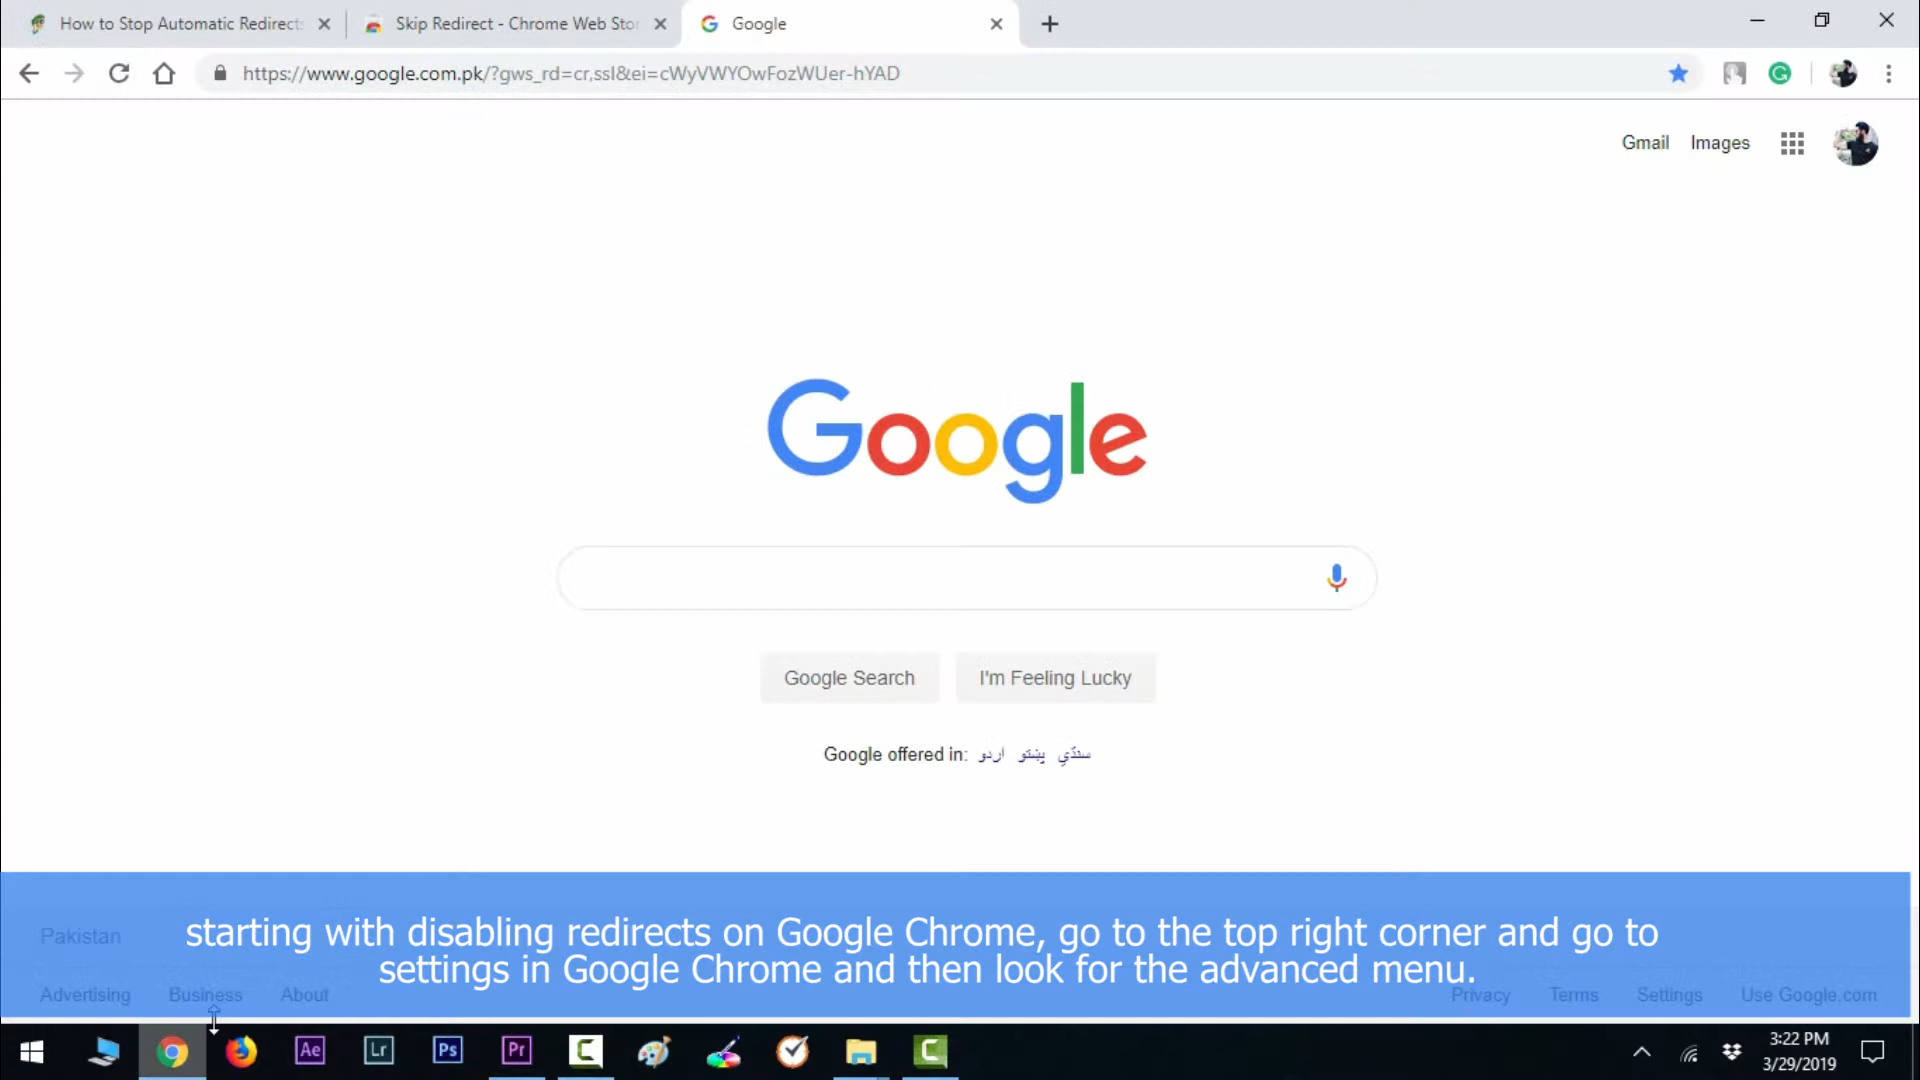 How to Stop Automatic Redirect
Skip Redirect - Chrome Web Sto
Google
https://www.google.com.pk/?gws_rd=cr,ssl&ei=cWyVWYOwFozWUer-hYAD
Gmail
Images
Google
Google Search
I'm Feeling Lucky
Google offered in: اردو پښتو سنڌي
starting with disabling redirects on Google Chrome, go to the top right corner and go to
settings in Google Chrome and then look for the advanced menu.
Pakistan
Advertising
Business
About
Privacy
Terms
Settings
Use Google.com
Ae
Lr
Ps
Pr
3:22 PM
3/29/2019